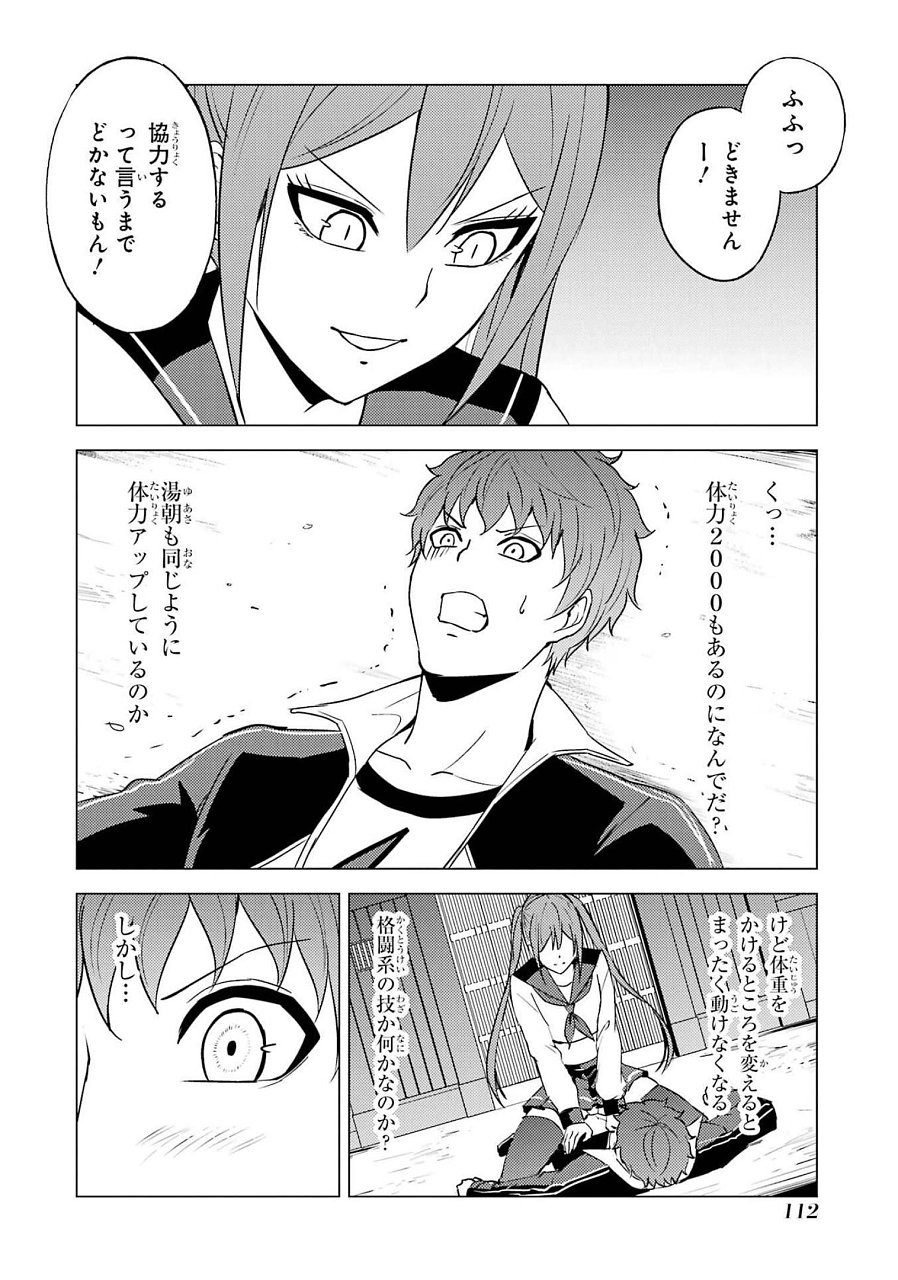 ふふっ
どきません
ー！
協力する
って言うまで
どかないもん！
くっ…
体力2000もあるのになんでだ？
湯朝も同じように
体力アップしているのか
けど体重を
かけるところを変えると
まったく動けなくなる
格闘系の技か何かなのか？
しかし…
112